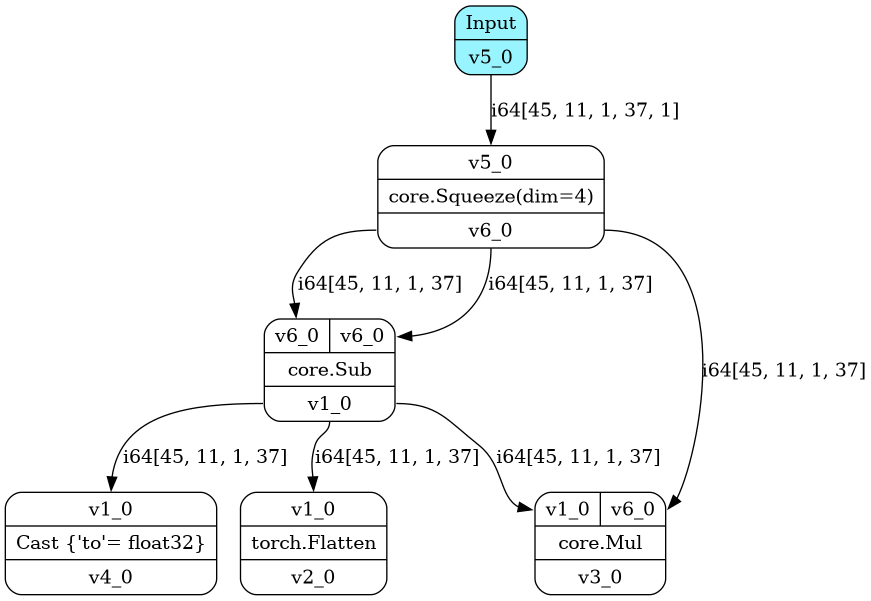 Input
v5_0
i64[45, 11, 1, 37, 1]
v5_0
core.Squeeze(dim=4)
v6_0
i64[45, 11, 1, 37]
i64[45, 11, 1, 37]
v6_0
v6_0
core.Sub
v1_0
i64[45, 11, 1, 37]
i64[45, 11, 1, 37]
i64[45, 11, 1, 37]
i64[45, 11, 1, 37]
v1_0
Cast {'to'= float32}
v4_0
v1_0
torch.Flatten
v2_0
v1_0
v6_0
core.Mul
v3_0